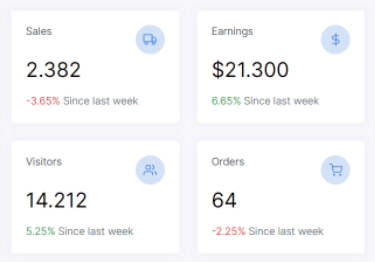 Sales
2.382
-3.65% Since last week
Earnings
$21.300
6.65% Since last week
Visitors
14.212
5.25% Since last week
Orders
64
-2.25% Since last week